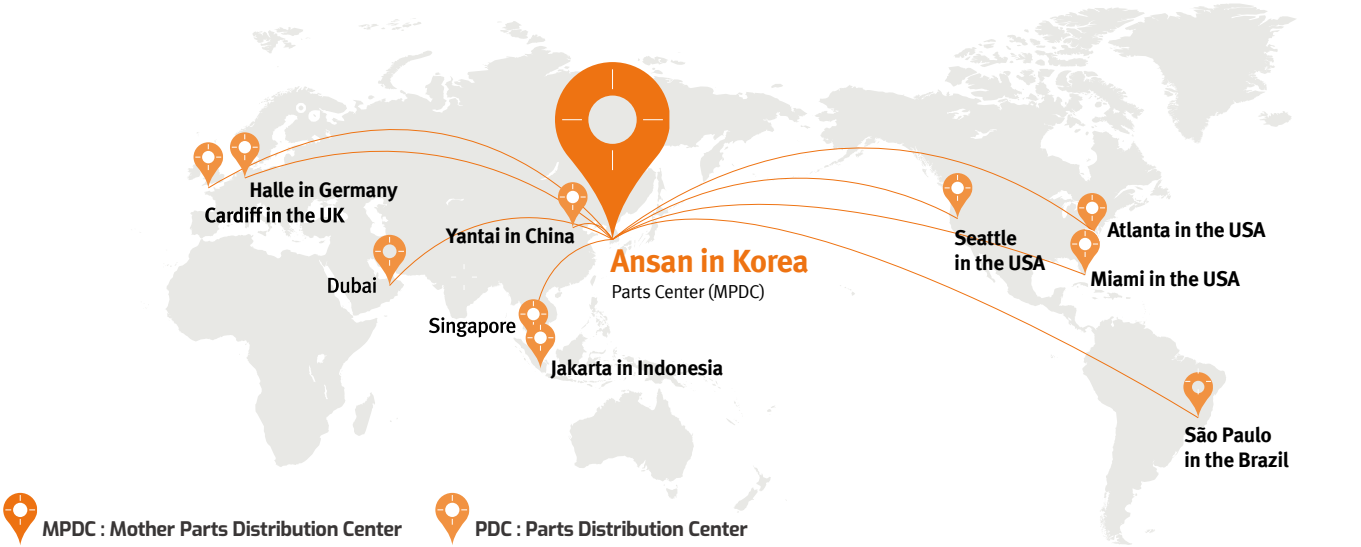 Halle in Germany
Cardiff in the UK
Yantai in China
Dubai
Singapore
Jakarta in Indonesia
Ansan in Korea
Parts Center (MPDC)
Seattle
in the USA
Atlanta in the USA
Miami in the USA
São Paulo
in the Brazil
MPDC : Mother Parts Distribution Center
PDC : Parts Distribution Center